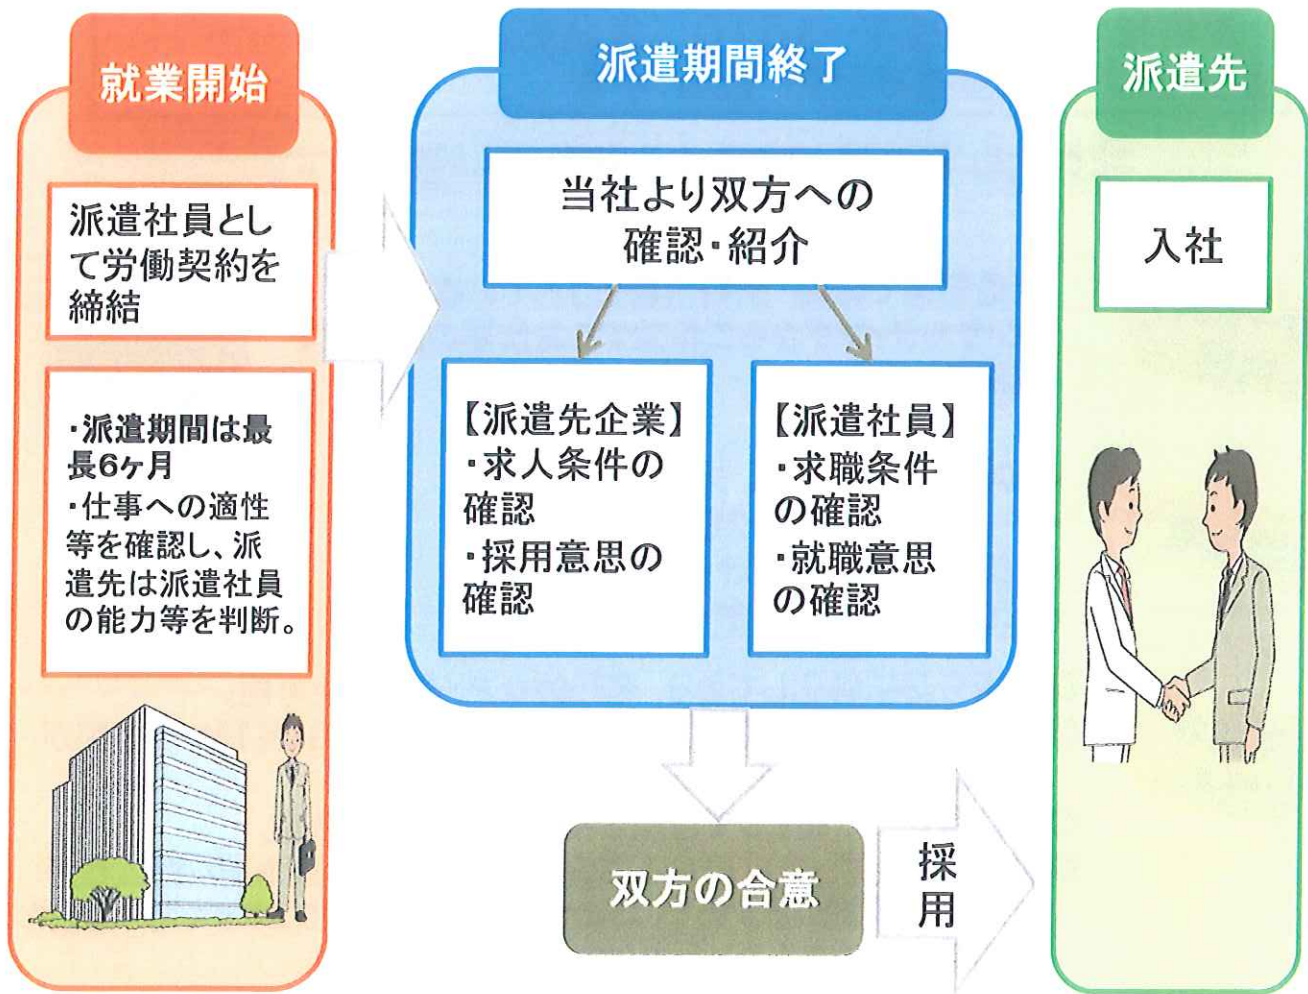 就業開始
派遣社員とし
て労働契約を
締結
・派遣期間は最
長6ヶ月
・仕事への適性
等を確認し、派
遣先は派遣社員
の能力等を判断。
派遣期間終了
当社より双方への
確認・紹介
【派遣先企業】
・求人条件の
確認
・採用意思の
確認
【派遣社員】
・求職条件
の確認
・就職意思
の確認
双方の合意
採
用
派遣先
入社